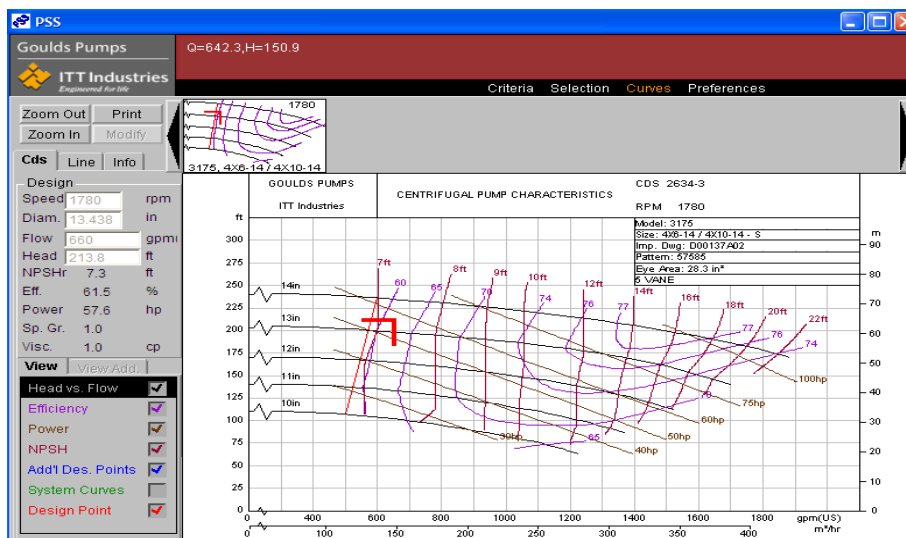 PSS
Goulds Pumps
ITT Industries
Engineered for life
Q=642.3,H=150.9
Criteria Selection Curves Preferences
Zoom Out Print
Zoom In Modify
Cds Line Info
Design
Speed 1780 rpm
Diam. 13.438 in
Flow 660 gpm
Head 213.8 ft
NPSHr 7.3 ft
Eff. 61.5 %
Power 57.6 hp
Sp. Gr. 1.0
Visc. 1.0 cp
View View Add.
Head vs. Flow
Efficiency
Power
NPSH
Add'l Des. Points
System Curves
Design Point
1780
3175, 4X6-14 / 4X10-14
GOULDS PUMPS
ITT Industries
CENTRIFUGAL PUMP CHARACTERISTICS
CDS 2634-3
RPM 1780
Model: 3175
Size: 4X6-14 / 4X10-14 - S
Imp. Dwg: D00137A02
Pattern: 57585
Eye Area: 28.3 in²
5 VANE
ft
300
275
250
225
200
175
150
125
100
75
50
25
0
m
90
80
70
60
50
40
30
20
10
0
14in
13in
12in
11in
10in
7ft
8ft
9ft
10ft
12ft
14ft
16ft
18ft
20ft
22ft
60
65
70
74
76
77
77
76
74
70
65
100hp
75hp
60hp
50hp
40hp
30hp
0 400 600 800 1000 1200 1400 1600 1800 gpm(US)
0 100 150 200 250 300 350 400 m³/hr